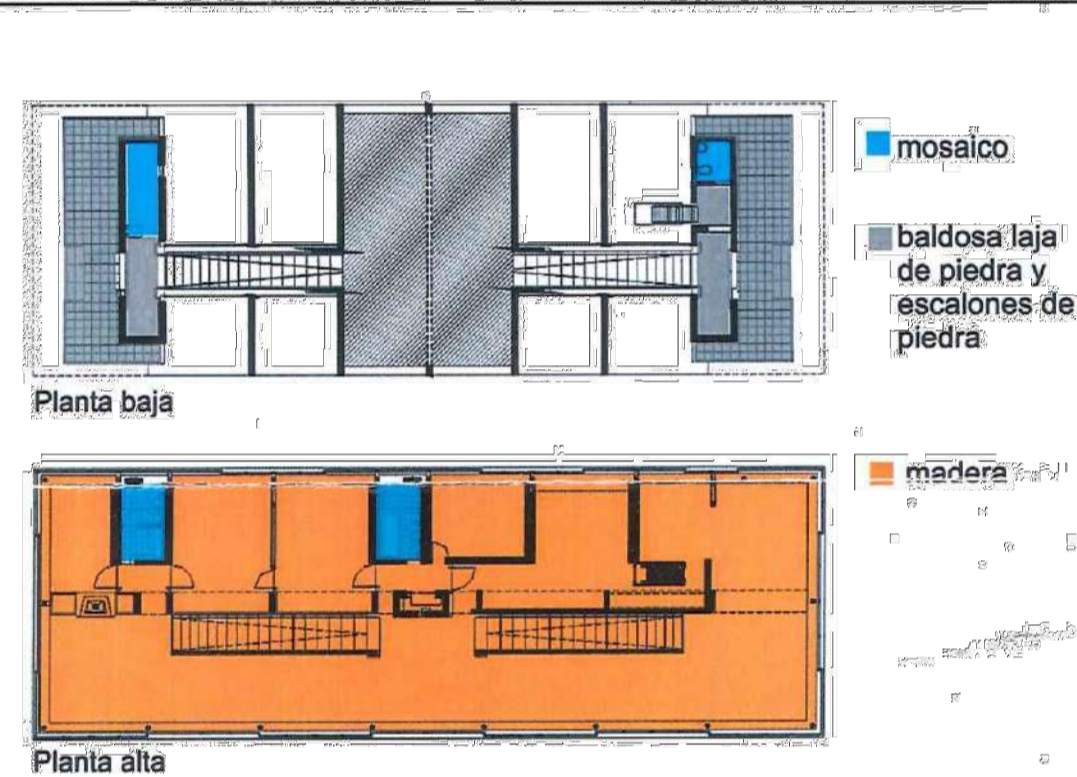 mosaico
baldosa laja
de piedra y
escalones de
piedra
Planta baja
madera
Planta alta